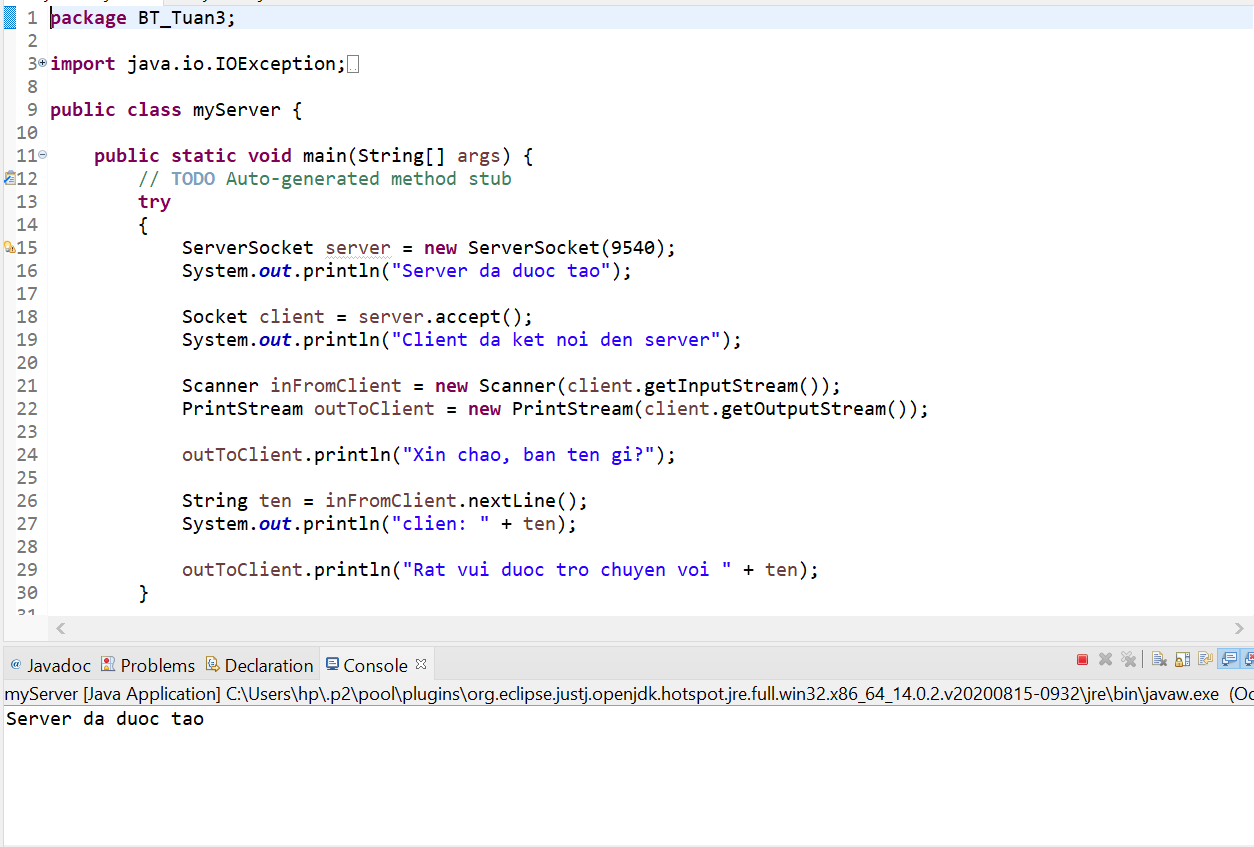 1 package BT_Tuan3;
2
3 import java.io.IOException;
8
9 public class myServer {
10
11 public static void main(String[] args) {
12 // TODO Auto-generated method stub
13 try
14 {
15 ServerSocket server = new ServerSocket(9540);
16 System.out.println("Server da duoc tao");
17
18 Socket client = server.accept();
19 System.out.println("Client da ket noi den server");
20
21 Scanner inFromClient = new Scanner(client.getInputStream());
22 PrintStream outToClient = new PrintStream(client.getOutputStream());
23
24 outToClient.println("Xin chao, ban ten gi?");
25
26 String ten = inFromClient.nextLine();
27 System.out.println("clien: " + ten);
28
29 outToClient.println("Rat vui duoc tro chuyen voi " + ten);
30 }
31
@ Javadoc Problems Declaration Console
myServer [Java Application] C:\Users\hp\.p2\pool\plugins\org.eclipse.justj.openjdk.hotspot.jre.full.win32.x86_64_14.0.2.v20200815-0932\jre\bin\javaw.exe
Server da duoc tao